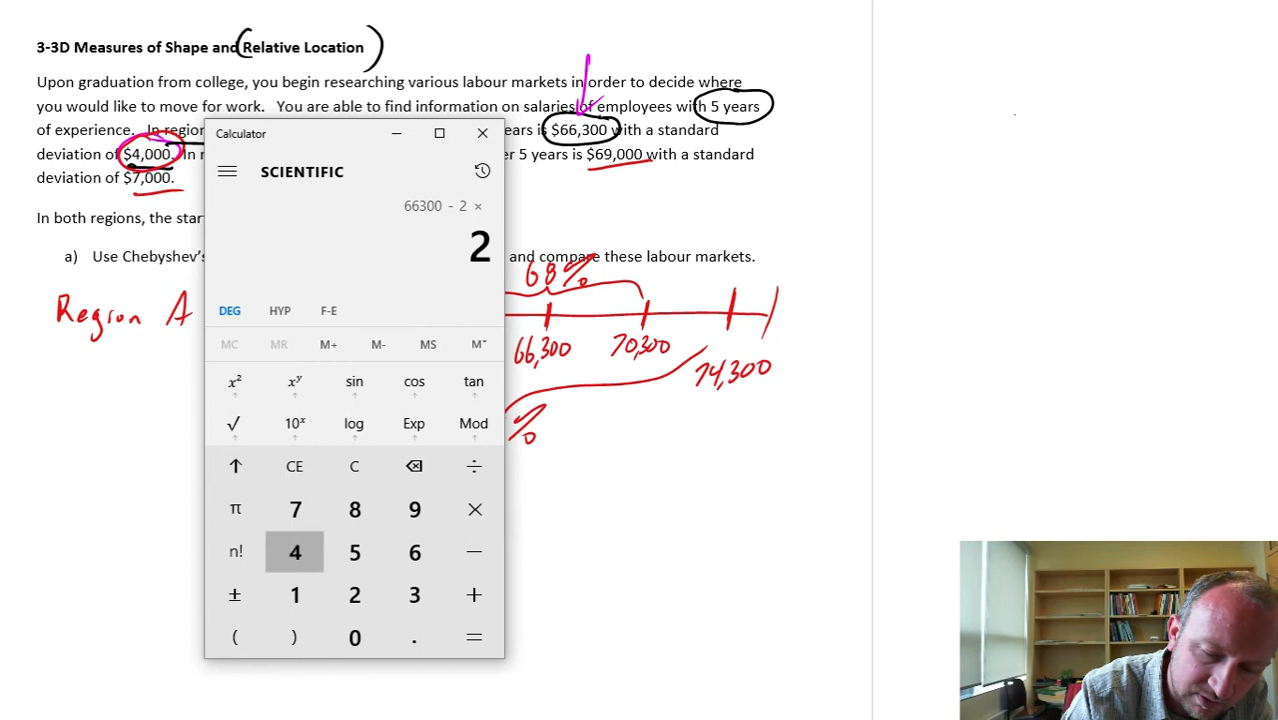 3-3D Measures of Shape and (Relative Location)
Upon graduation from college, you begin researching various labour markets in order to decide where
you would like to move for work. You are able to find information on salaries of employees with 5 years
of experience. In region ears is $66,300 with a standard
deviation of $4,000. In r er 5 years is $69,000 with a standard
deviation of $7,000.
In both regions, the star
a) Use Chebyshev's and compare these labour markets.
68%
Region A
66,300 70,300 74,300
%
Calculator
SCIENTIFIC
66300 - 2 ×
2
DEG HYP F-E
MC MR M+ M- MS M˅
x² xʸ sin cos tan
√ 10ˣ log Exp Mod
↑ CE C ⌫ ÷
π 7 8 9 ×
n! 4 5 6 −
± 1 2 3 +
( ) 0 . =